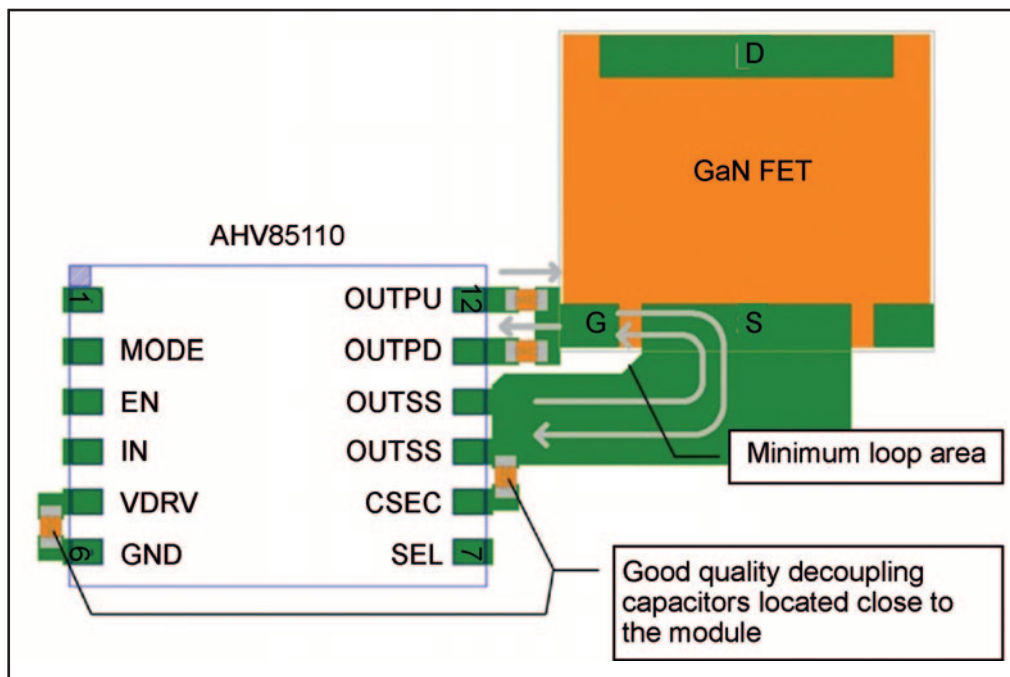 D
GaN FET
AHV85110
1
OUTPU
12
G
S
MODE
OUTPD
EN
OUTSS
IN
OUTSS
Minimum loop area
VDRV
CSEC
6
GND
SEL
7
Good quality decoupling
capacitors located close to
the module